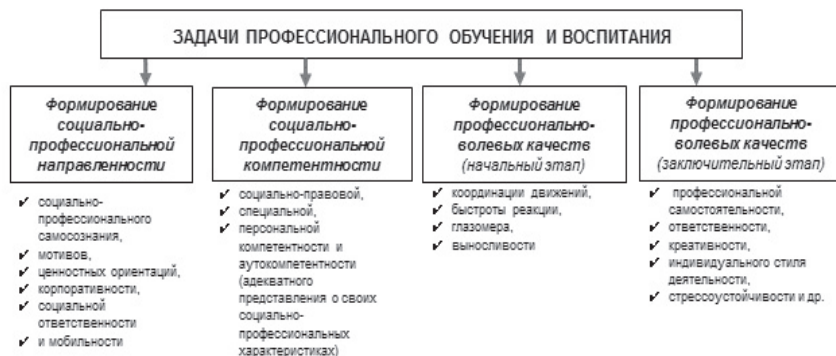 ЗАДАЧИ ПРОФЕССИОНАЛЬНОГО ОБУЧЕНИЯ И ВОСПИТАНИЯ
Формирование
социально-
профессиональной
направленности
✔ социально-
профессионального
самосознания,
✔ мотивов,
✔ ценностных ориентаций,
✔ корпоративности,
✔ социальной
ответственности
✔ и мобильности
Формирование
социально-
профессиональной
компетентности
✔ социально-правовой,
✔ специальной,
✔ персональной
компетентности и
аутокомпетентности
(адекватного
представления о своих
социально-
профессиональных
характеристиках)
Формирование
профессионально-
волевых качеств
(начальный этап)
✔ координации движений,
✔ быстроты реакции,
✔ глазомера,
✔ выносливости
Формирование
профессионально-
волевых качеств
(заключительный этап)
✔ профессиональной
самостоятельности,
✔ ответственности,
✔ креативности,
✔ индивидуального стиля
деятельности,
✔ стрессоустойчивости и др.